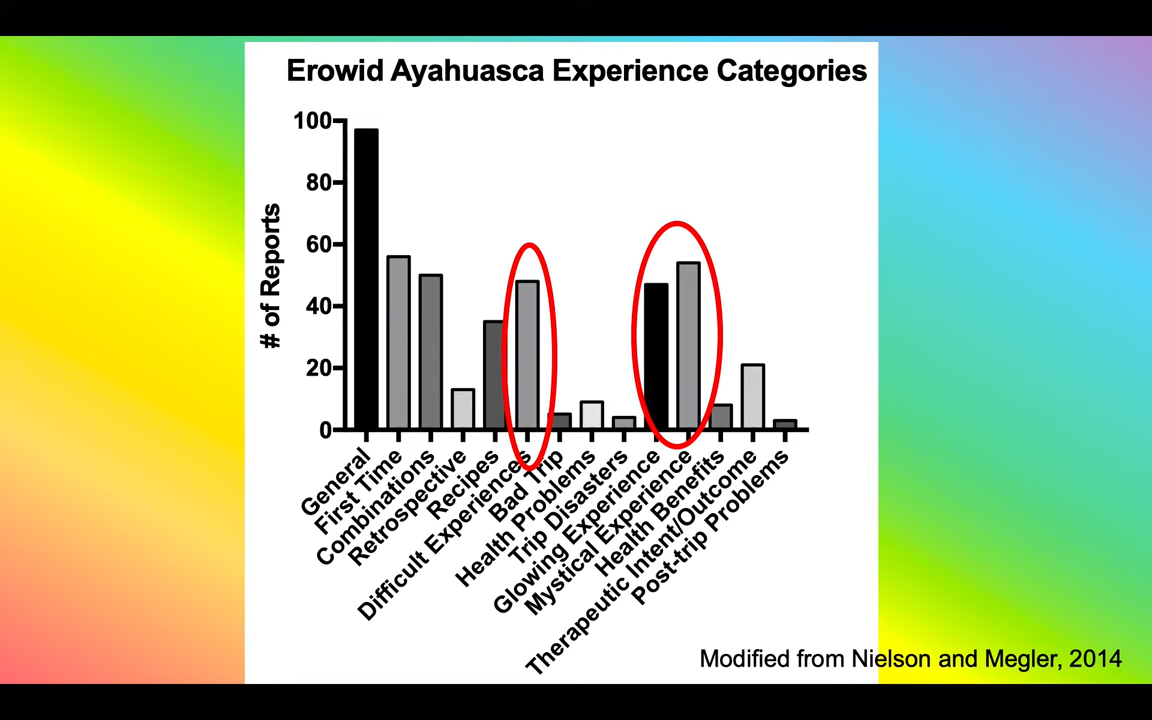 Erowid Ayahuasca Experience Categories
# of Reports
100
80
60
40
20
0
General
First Time
Combinations
Retrospective
Recipes
Difficult Experiences
Bad Trip
Health Problems
Trip Disasters
Glowing Experience
Mystical Experience
Health Benefits
Therapeutic Intent/Outcome
Post-trip Problems
Modified from Nielson and Megler, 2014